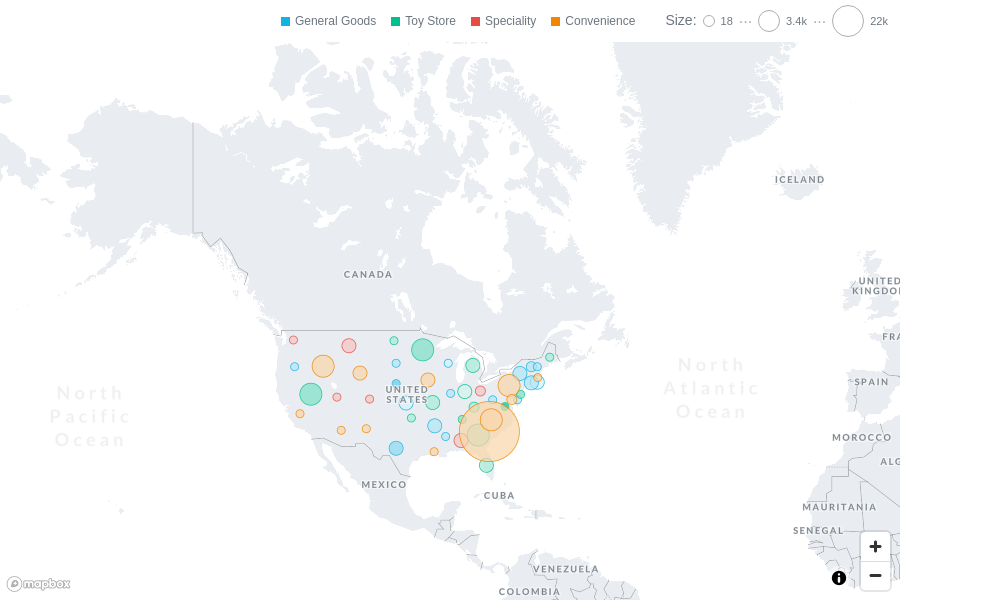 General Goods Toy Store Speciality Convenience Size: 18 ··· 3.4k ··· 22k
ICELAND
CANADA
UNITED
KINGDO
FRA
North
Atlantic
Ocean
North
Pacific
Ocean
UNITED
STATES
SPAIN
MOROCCO
ALG
MEXICO
CUBA
MAURITANIA
SENEGAL
VENEZUELA
COLOMBIA
mapbox